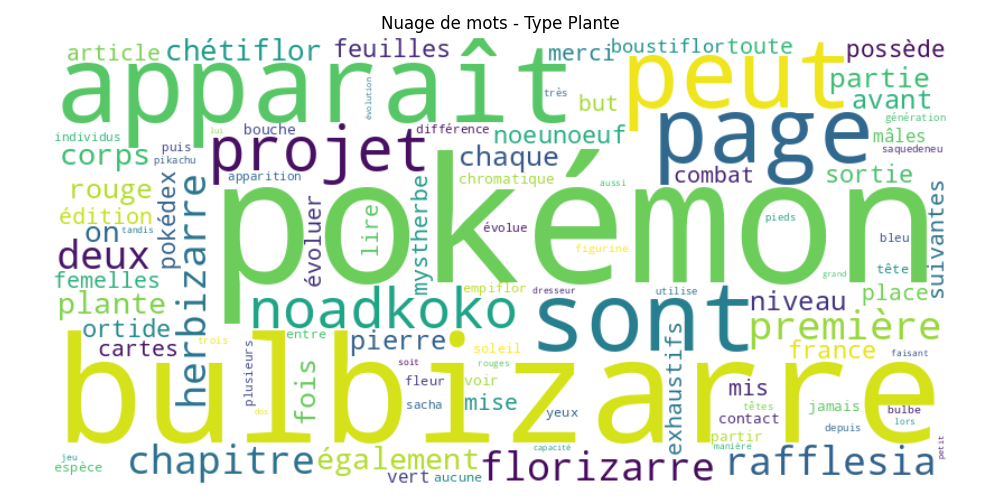 Nuage de mots - Type Plante
article
chétiflor
feuilles
merci
boustiflor
toute
possède
apparaît
peut
partie
évolution
très
but
avant
génération
individus
lui
bouche
différence
noeunoeuf
mâles
projet
page
saquedeneu
corps
puis
pikachu
chaque
combat
sortie
apparition
chromatique
aussi
rouge
pokédex
herbizarre
pokémon
édition
évoluer
lire
mystherbe
évolue
pieds
suivantes
on
tandis
bleu
deux
figurine
tête
femelles
empiflor
dresseur
utilise
grand
plante
noadkoko
sont
niveau
place
ortide
entre
première
cartes
trois
pierre
soleil
france
faisant
bulbizarre
plusieurs
fois
soit
rouges
exhaustifs
fleur
voir
mis
dos
sacha
mise
yeux
contact
têtes
jamais
bulbe
depuis
lors
partir
manière
petit
jeu
espèce
chapitre
également
vert
aucune
florizarre
capacité
rafflesia